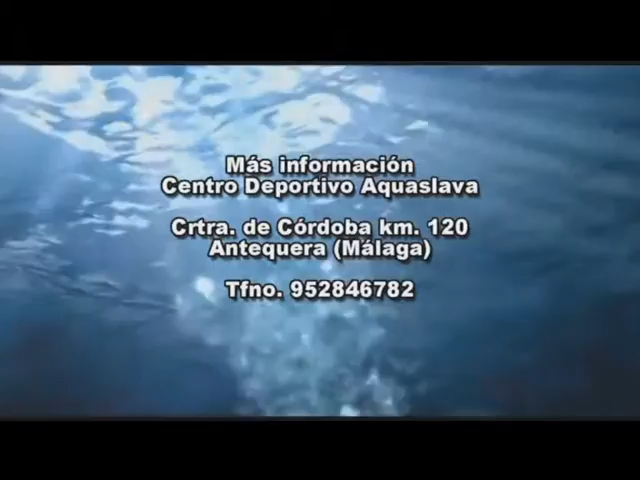 Más información
Centro Deportivo Aquaslava
Crtra. de Córdoba km. 120
Antequera (Málaga)
Tfno. 952846782